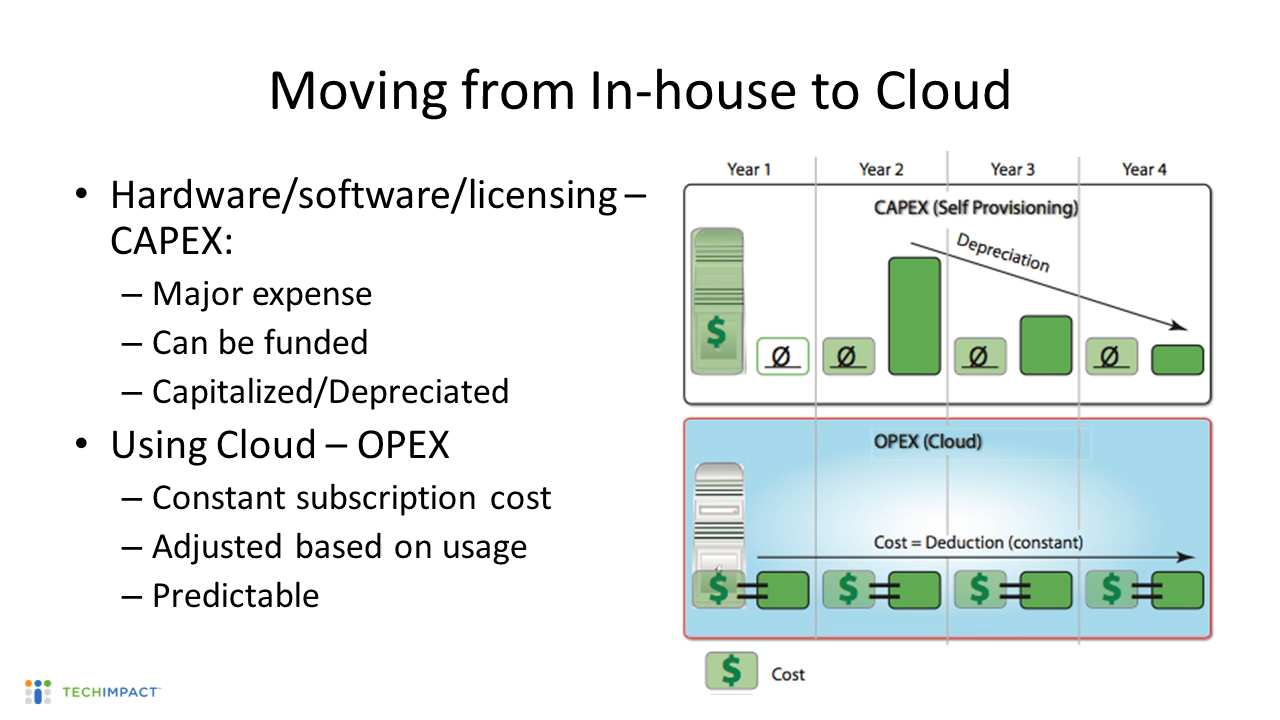 Moving from In-house to Cloud
• Hardware/software/licensing –
CAPEX:
– Major expense
– Can be funded
– Capitalized/Depreciated
• Using Cloud – OPEX
– Constant subscription cost
– Adjusted based on usage
– Predictable
Year 1 Year 2 Year 3 Year 4
CAPEX (Self Provisioning)
Depreciation
$ Ø Ø Ø Ø
OPEX (Cloud)
Cost = Deduction (constant)
$ = $ = $ = $ =
$ Cost
TECHIMPACT™